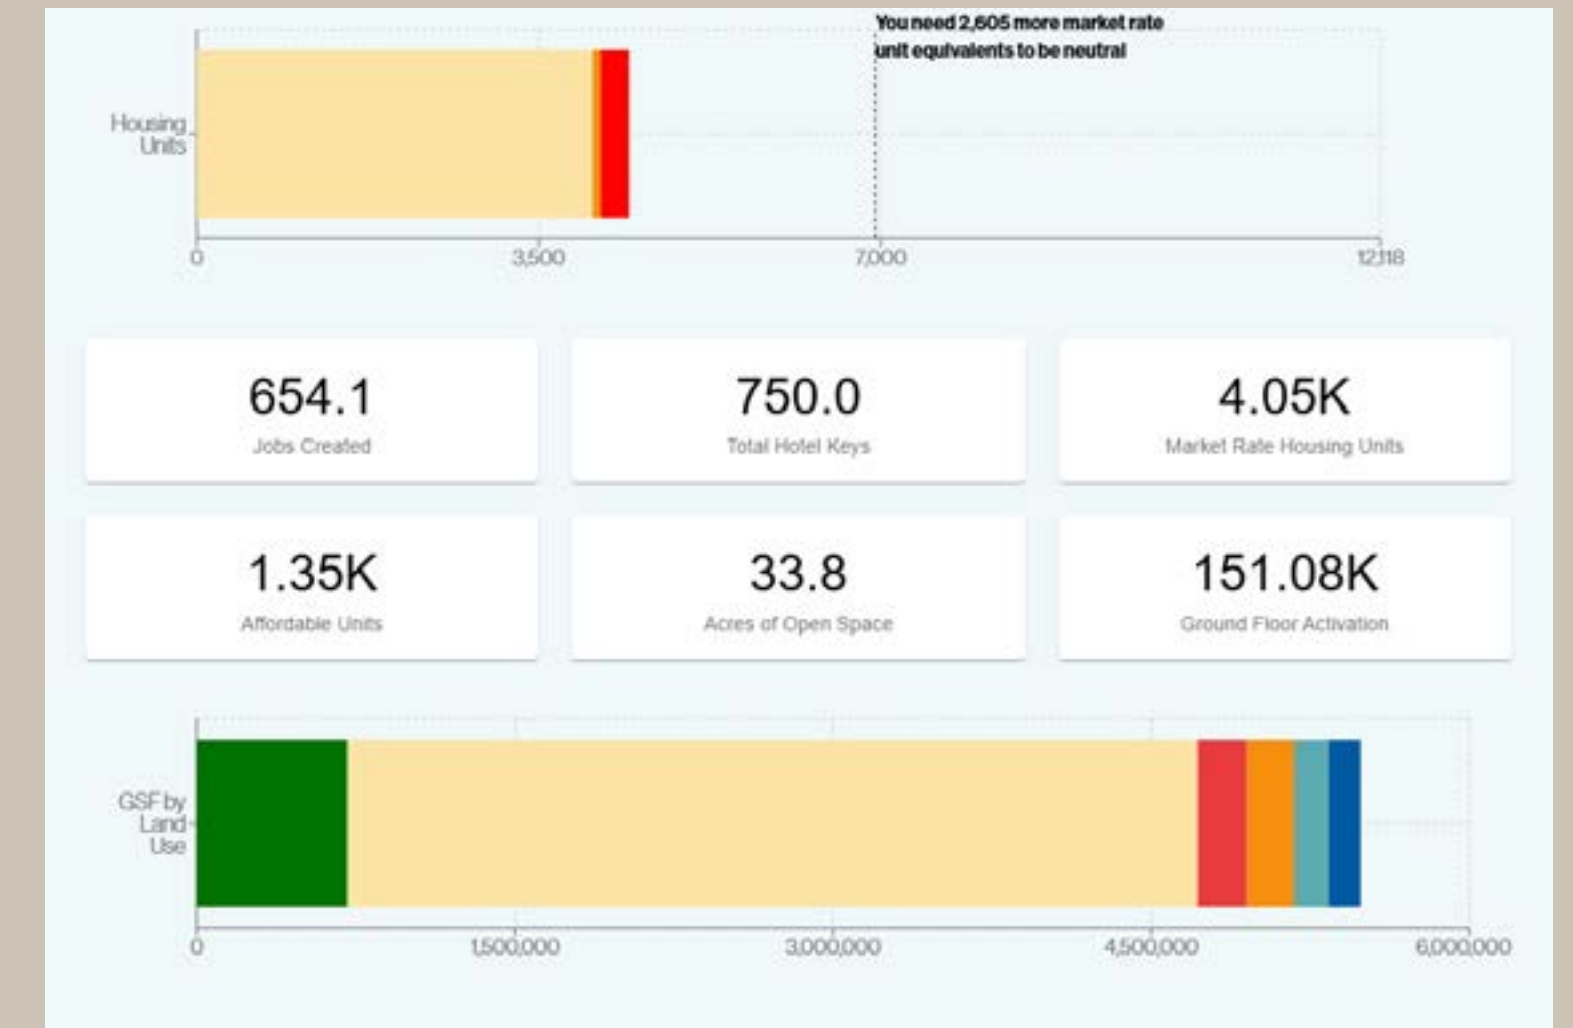 You need 2,605 more market rate
unit equivalents to be neutral
Housing
Units
0 3,500 7,000 12,118
654.1 750.0 4.05K
Jobs Created Total Hotel Keys Market Rate Housing Units
1.35K 33.8 151.08K
Affordable Units Acres of Open Space Ground Floor Activation
GSF by
Land
Use
0 1,500,000 3,000,000 4,500,000 6,000,000